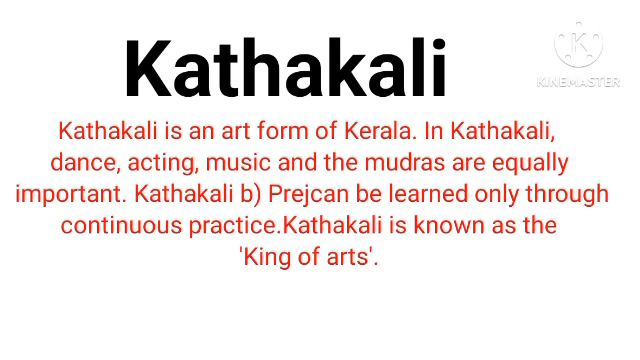 Kathakali
KINEMASTER
Kathakali is an art form of Kerala. In Kathakali,
dance, acting, music and the mudras are equally
important. Kathakali b) Prejcan be learned only through
continuous practice.Kathakali is known as the
'King of arts'.